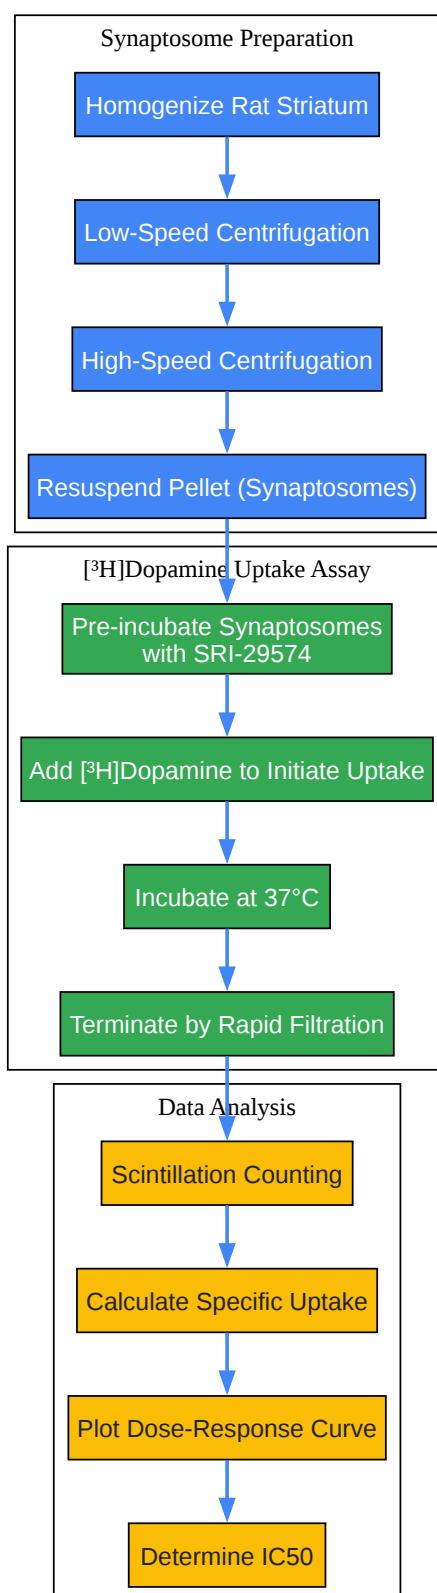 Synaptosome Preparation
Homogenize Rat Striatum
Low-Speed Centrifugation
High-Speed Centrifugation
Resuspend Pellet (Synaptosomes)
[³H]Dopamine Uptake Assay
Pre-incubate Synaptosomes
with SRI-29574
Add [³H]Dopamine to Initiate Uptake
Incubate at 37°C
Terminate by Rapid Filtration
Data Analysis
Scintillation Counting
Calculate Specific Uptake
Plot Dose-Response Curve
Determine IC50